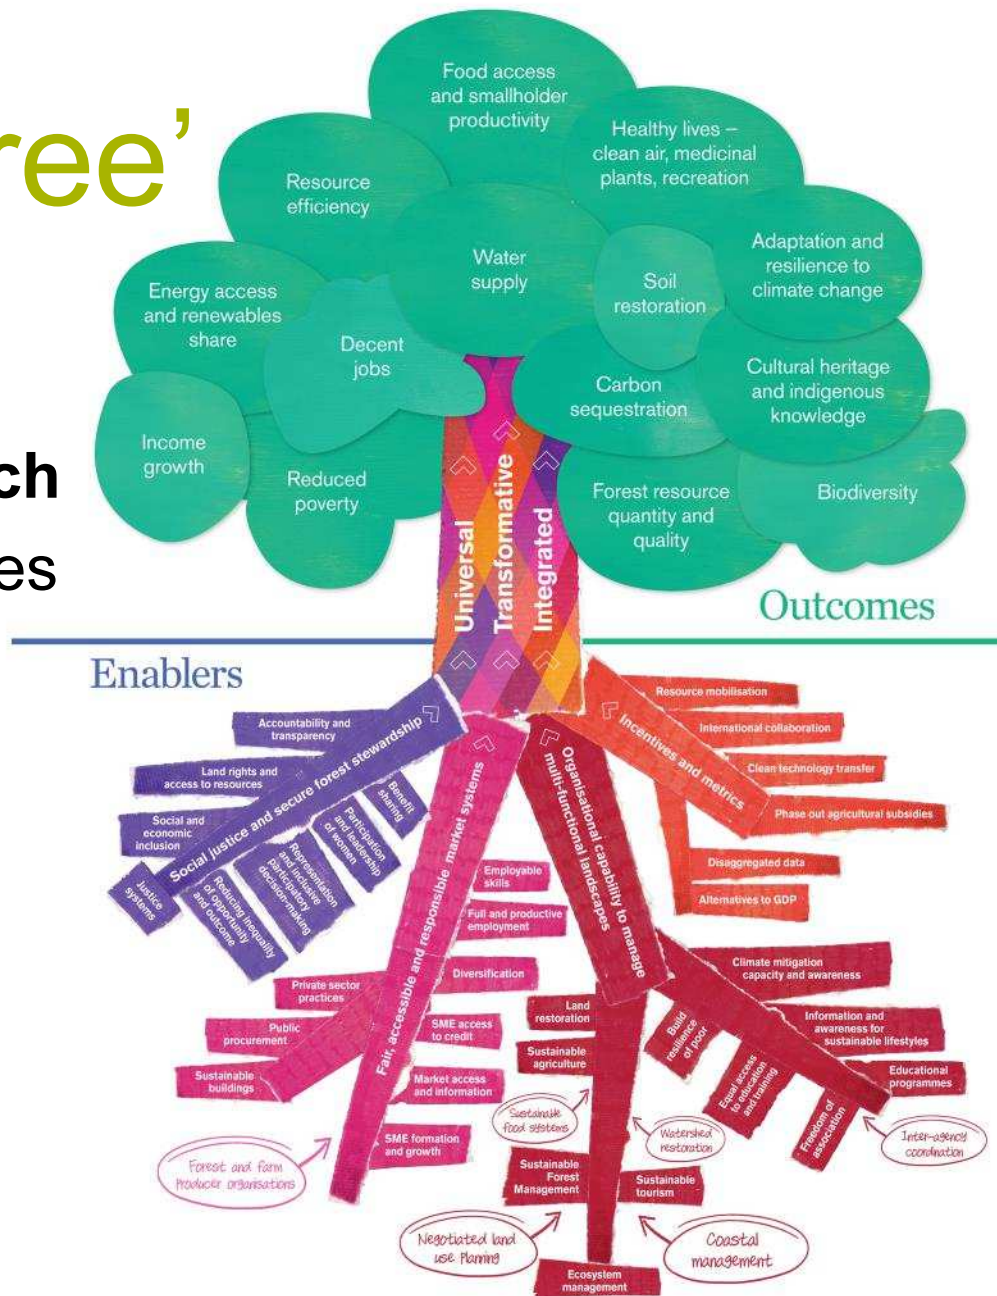 ree’
ch
es
Food access
and smallholder
productivity
Healthy lives –
clean air, medicinal
plants, recreation
Resource
efficiency
Water
supply
Soil
restoration
Adaptation and
resilience to
climate change
Energy access
and renewables
share
Decent
jobs
Carbon
sequestration
Cultural heritage
and indigenous
knowledge
Income
growth
Reduced
poverty
Forest resource
quantity and
quality
Biodiversity
Universal
Transformative
Integrated
Outcomes
Enablers
Social justice and secure forest stewardship
Accountability and
transparency
Land rights and
access to resources
Social and
economic
inclusion
Justice
systems
Reducing inequality
of opportunity
and outcome
Representation
and inclusive
participatory
decision-making
Participation
and leadership
of women
Benefit
sharing
Fair, accessible and responsible market systems
Employable
skills
Full and productive
employment
Diversification
Private sector
practices
Public
procurement
Sustainable
buildings
SME access
to credit
Market access
and information
SME formation
and growth
Forest and farm
Producer organisations
Organisational capability to manage
multi-functional landscapes
Land
restoration
Sustainable
agriculture
Sustainable
food systems
Watershed
restoration
Sustainable
Forest
Management
Sustainable
tourism
Negotiated land
use Planning
Coastal
management
Ecosystem
management
Climate mitigation
capacity and awareness
Information and
awareness for
sustainable lifestyles
Educational
programmes
Build
resilience
of poor
Equal access
to education
and training
Freedom of
association
Inter-agency
coordination
Incentives and metrics
Resource mobilisation
International collaboration
Clean technology transfer
Phase out agricultural subsidies
Disaggregated data
Alternatives to GDP